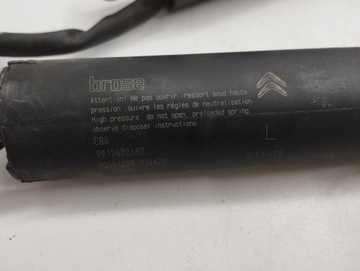 brose
Attention! Ne pas ouvrir, ressort sous haute
pression, suivre les régles de neutralisation
High pressure, do not open, preloaded spring
observe disposal instructions
C84
L